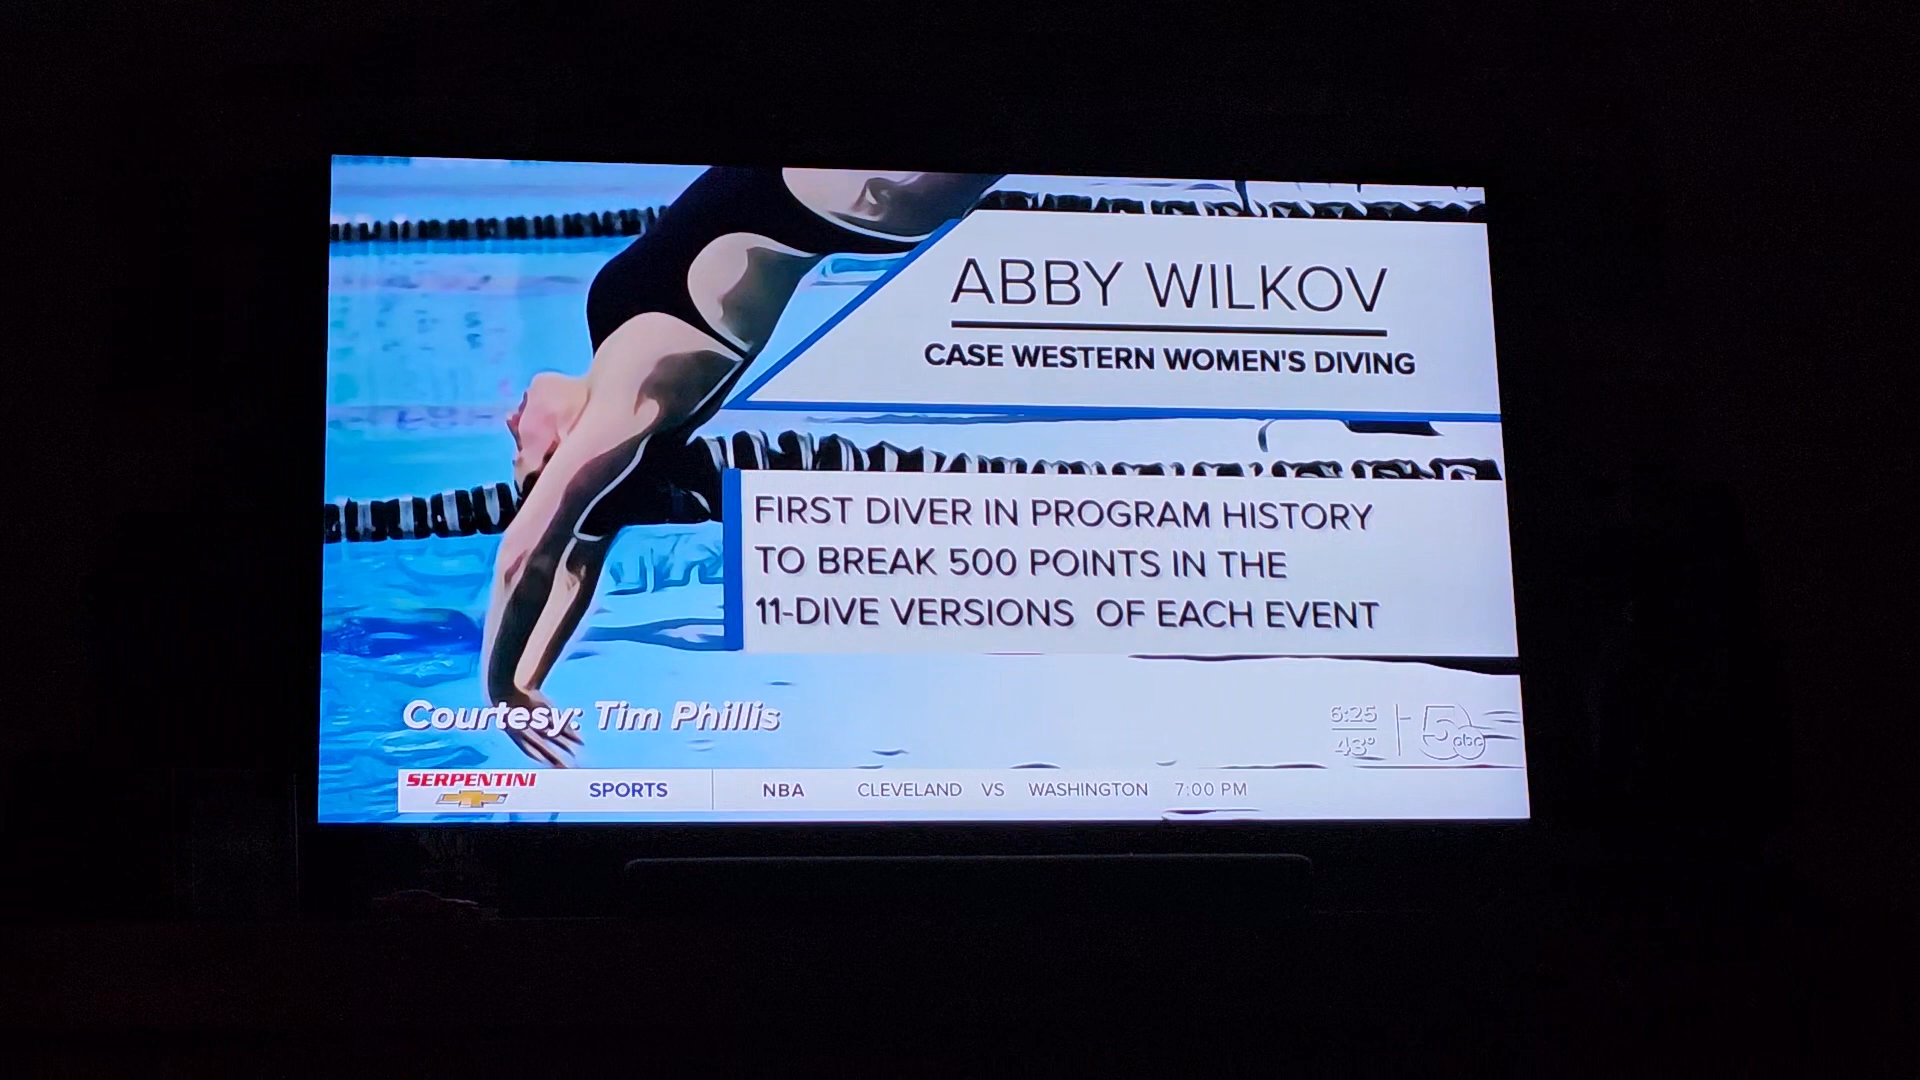 ABBY WILKOV
CASE WESTERN WOMEN'S DIVING
FIRST DIVER IN PROGRAM HISTORY
TO BREAK 500 POINTS IN THE
11-DIVE VERSIONS OF EACH EVENT
Courtesy: Tim Phillis
6:25
43°
5
abc
SERPENTINI
SPORTS
NBA
CLEVELAND VS WASHINGTON 7:00 PM